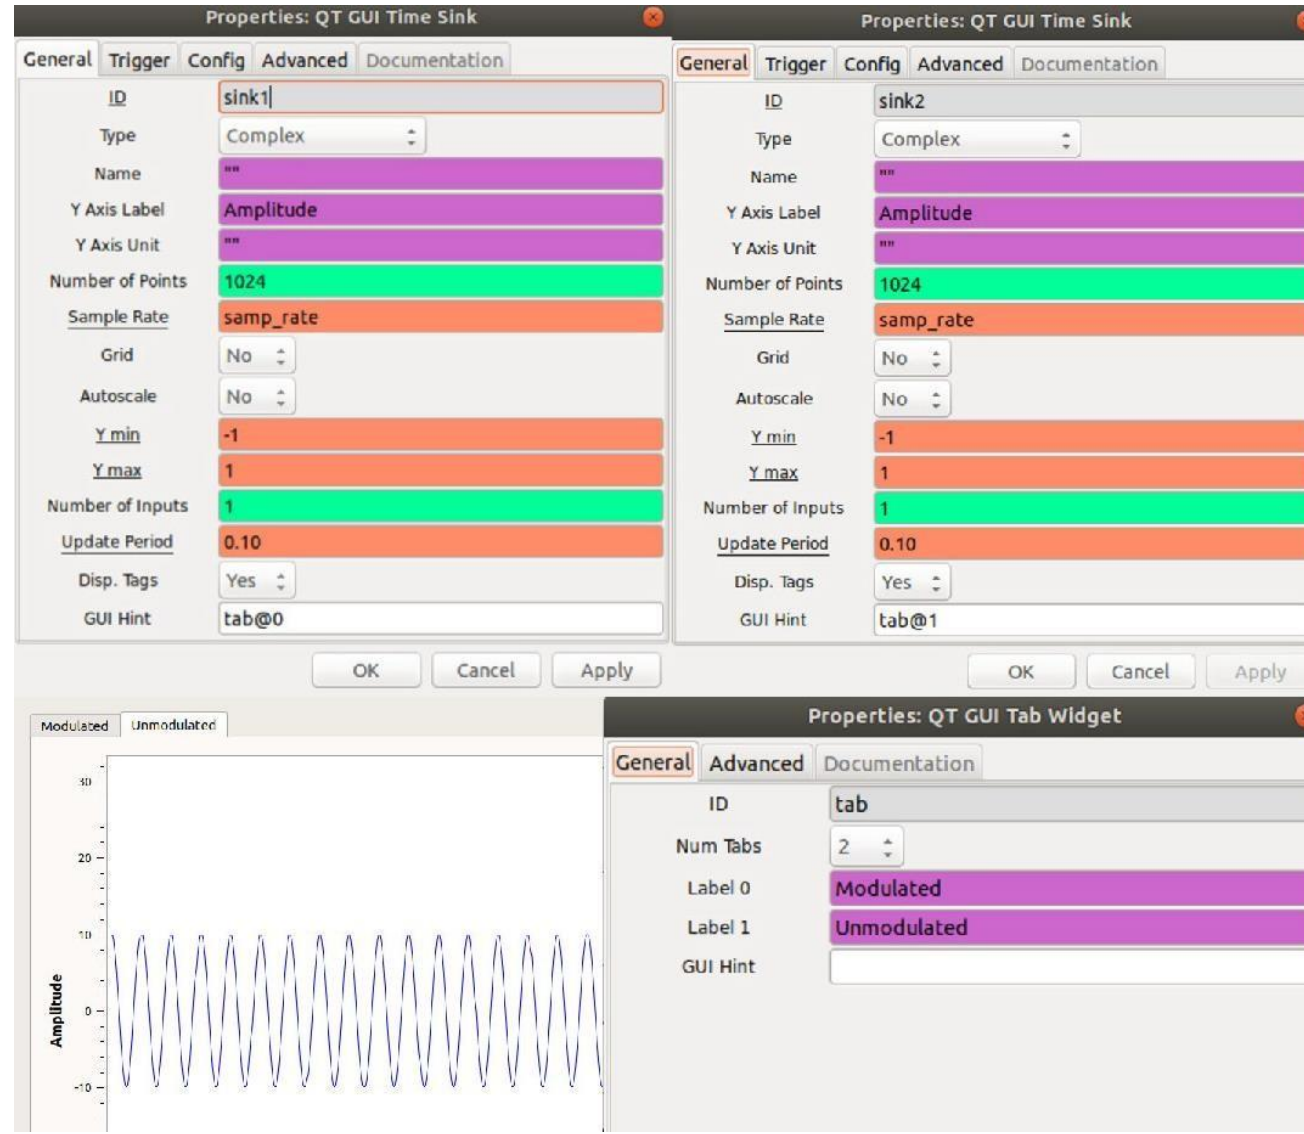 Properties: QT GUI Time Sink
General Trigger Config Advanced Documentation
ID sink1
Type Complex
Name ""
Y Axis Label Amplitude
Y Axis Unit ""
Number of Points 1024
Sample Rate samp_rate
Grid No
Autoscale No
Y min -1
Y max 1
Number of Inputs 1
Update Period 0.10
Disp. Tags Yes
GUI Hint tab@0
OK Cancel Apply
Properties: QT GUI Time Sink
General Trigger Config Advanced Documentation
ID sink2
Type Complex
Name ""
Y Axis Label Amplitude
Y Axis Unit ""
Number of Points 1024
Sample Rate samp_rate
Grid No
Autoscale No
Y min -1
Y max 1
Number of Inputs 1
Update Period 0.10
Disp. Tags Yes
GUI Hint tab@1
OK Cancel Apply
Modulated Unmodulated
30
20
10
0
-10
Amplitude
Properties: QT GUI Tab Widget
General Advanced Documentation
ID tab
Num Tabs 2
Label 0 Modulated
Label 1 Unmodulated
GUI Hint